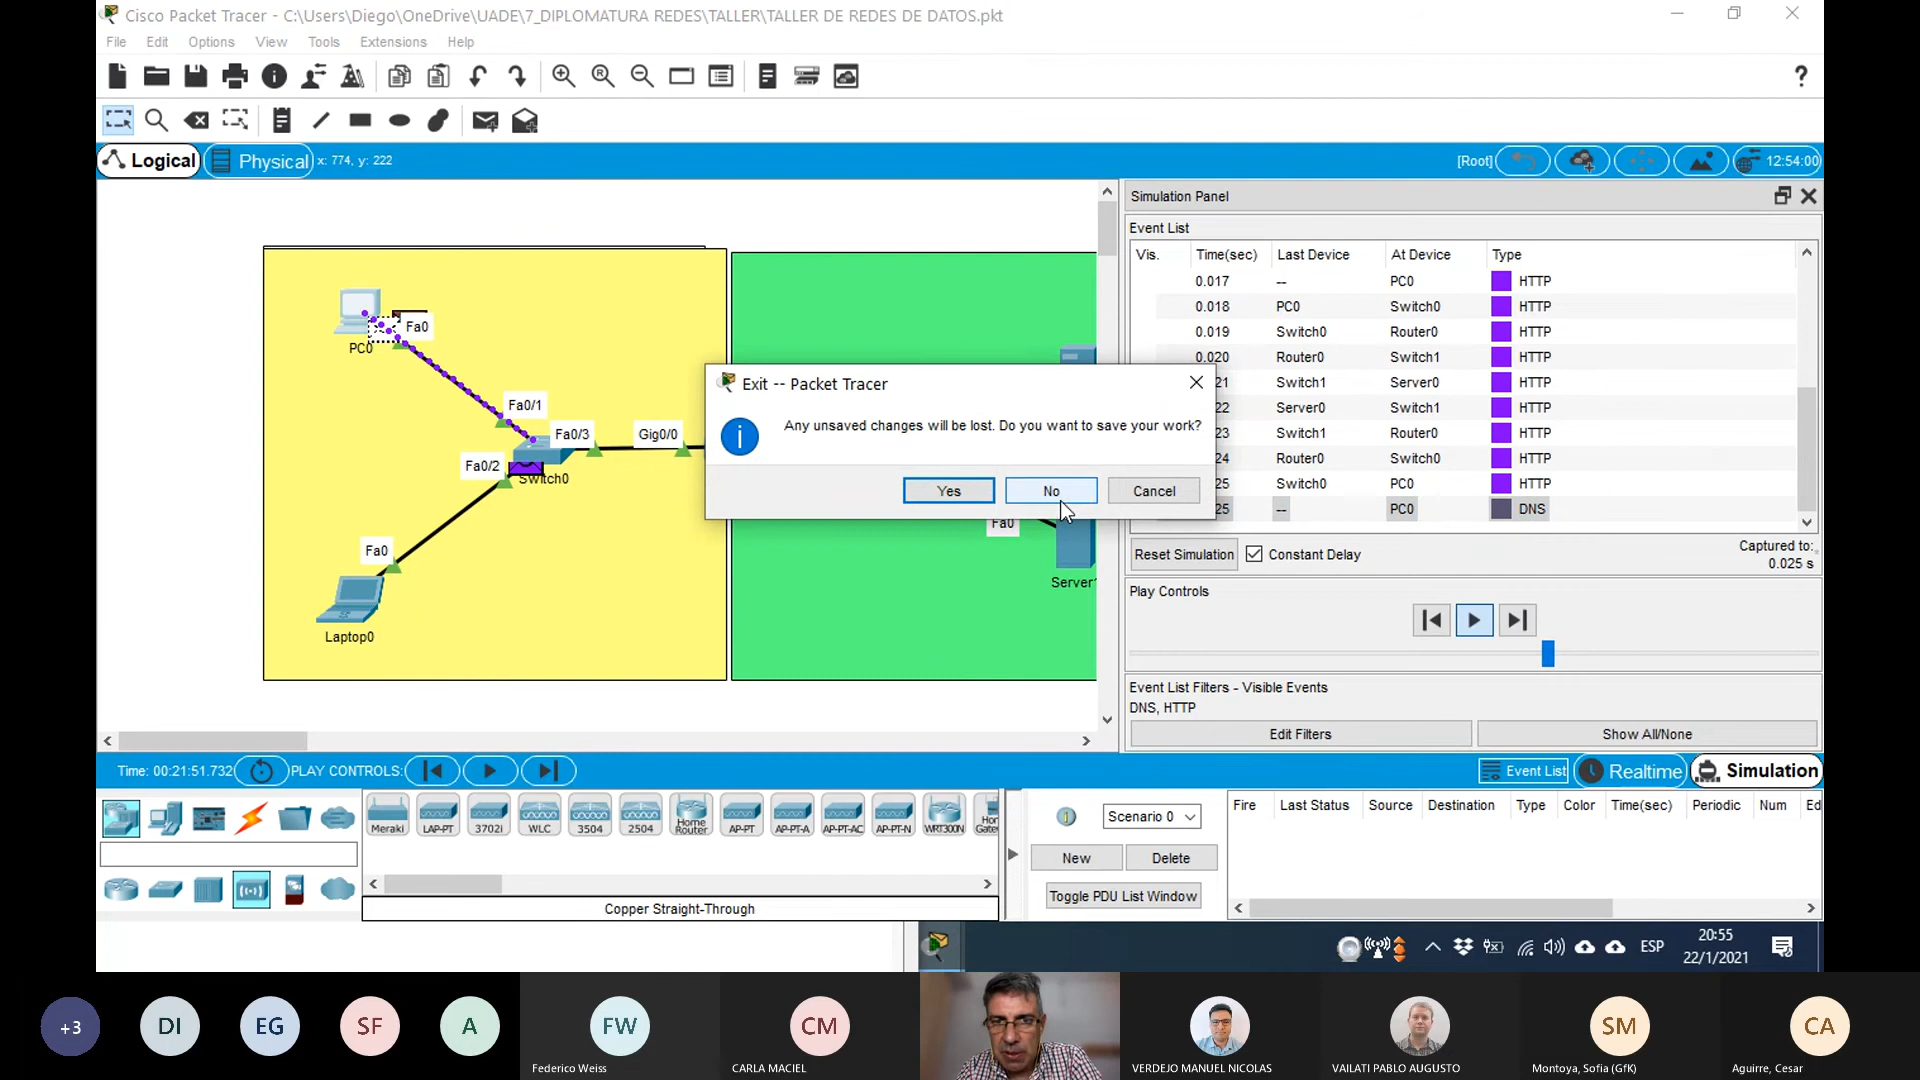 Cisco Packet Tracer - C:\Users\Diego\OneDrive\UADE\7_DIPLOMATURA REDES\TALLER\TALLER DE REDES DE DATOS.pkt
File Edit Options View Tools Extensions Help
Logical Physical x: 774, y: 222 [Root] 12:54:00
Simulation Panel
Event List
Vis. Time(sec) Last Device At Device Type
0.017 -- PC0 HTTP
0.018 PC0 Switch0 HTTP
0.019 Switch0 Router0 HTTP
0.020 Router0 Switch1 HTTP
21 Switch1 Server0 HTTP
22 Server0 Switch1 HTTP
23 Switch1 Router0 HTTP
24 Router0 Switch0 HTTP
25 Switch0 PC0 HTTP
25 -- PC0 DNS
Reset Simulation Constant Delay Captured to:
0.025 s
Play Controls
Event List Filters - Visible Events
DNS, HTTP
Edit Filters Show All/None
Fa0
PC0
Fa0/1
Fa0/3 Gig0/0
Fa0/2
Switch0
Fa0
Laptop0
Fa0
Server
Exit -- Packet Tracer
Any unsaved changes will be lost. Do you want to save your work?
Yes No Cancel
Time: 00:21:51.732 PLAY CONTROLS: Event List Realtime Simulation
Meraki LAP-PT 3702i WLC 3504 2504 Home Router AP-PT AP-PT-A AP-PT-AC AP-PT-N WRT300N
Copper Straight-Through
Scenario 0
New Delete
Toggle PDU List Window
Fire Last Status Source Destination Type Color Time(sec) Periodic Num Ed
ESP
20:55
22/1/2021
+3 DI EG SF A FW CM SM CA
Federico Weiss CARLA MACIEL VERDEJO MANUEL NICOLAS VAILATI PABLO AUGUSTO Montoya, Sofia (GfK) Aguirre, Cesar